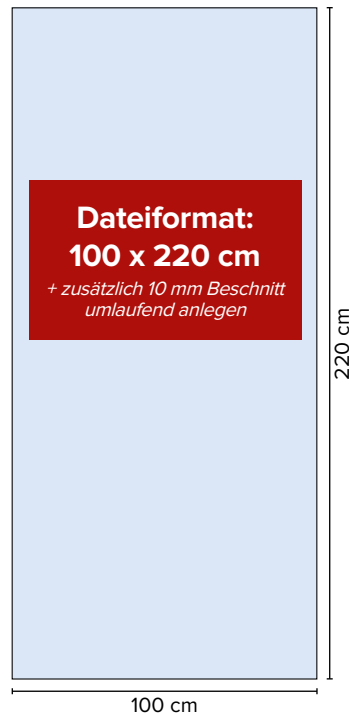 Dateiformat:
100 x 220 cm
+ zusätzlich 10 mm Beschnitt
umlaufend anlegen
220 cm
100 cm